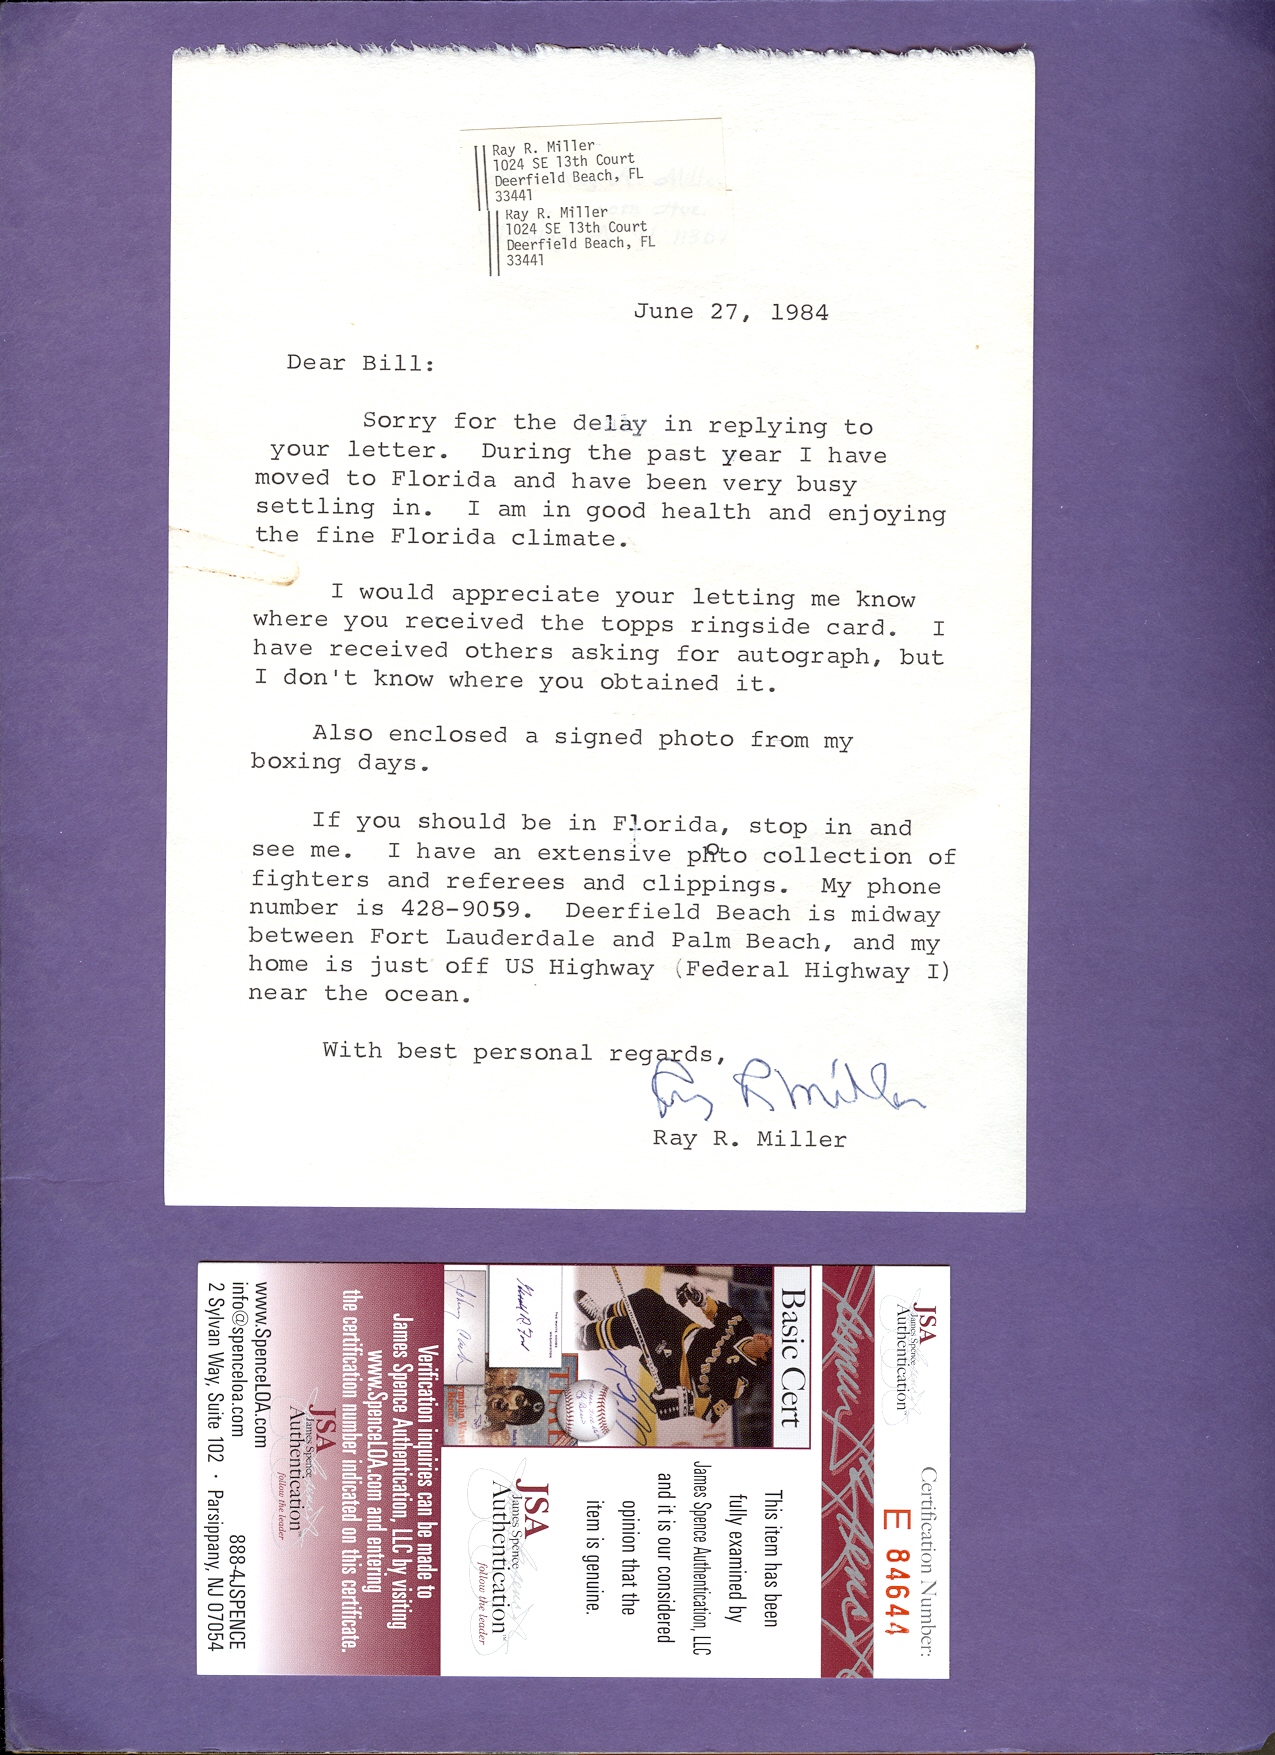 Ray R. Miller
1024 SE 13th Court
Deerfield Beach, FL
33441
Ray R. Miller
1024 SE 13th Court
Deerfield Beach, FL
33441
June 27, 1984
Dear Bill:
Sorry for the delay in replying to
your letter. During the past year I have
moved to Florida and have been very busy
settling in. I am in good health and enjoying
the fine Florida climate.
I would appreciate your letting me know
where you received the topps ringside card. I
have received others asking for autograph, but
I don't know where you obtained it.
Also enclosed a signed photo from my
boxing days.
If you should be in Florida, stop in and
see me. I have an extensive photo collection of
fighters and referees and clippings. My phone
number is 428-9059. Deerfield Beach is midway
between Fort Lauderdale and Palm Beach, and my
home is just off US Highway (Federal Highway I)
near the ocean.
With best personal regards,
Ray R Miller
Ray R. Miller
JSA
James Spence
Authentication™
Certification Number:
E 84644
Basic Cert
This item has been
fully examined by
James Spence Authentication, LLC
and it is our considered
opinion that the
item is genuine.
TIME
JSA
James Spence
Authentication™
follow the leader
Verification inquiries can be made to
James Spence Authentication, LLC by visiting
www.SpenceLOA.com and entering
the certification number indicated on this certificate.
JSA
James Spence
Authentication™
follow the leader
www.SpenceLOA.com
info@spenceloa.com
888-4JSPENCE
2 Sylvan Way, Suite 102 · Parsippany, NJ 07054